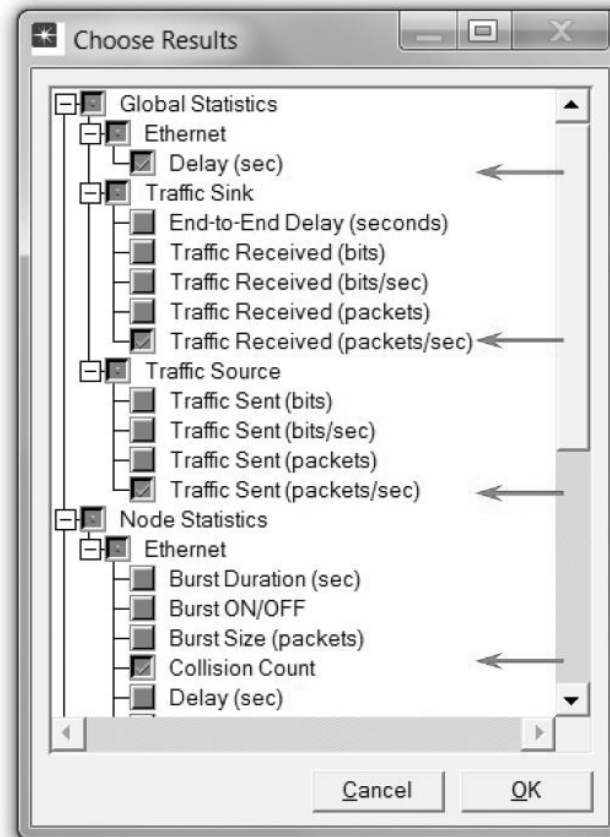 Choose Results
Global Statistics
Ethernet
Delay (sec)
Traffic Sink
End-to-End Delay (seconds)
Traffic Received (bits)
Traffic Received (bits/sec)
Traffic Received (packets)
Traffic Received (packets/sec)
Traffic Source
Traffic Sent (bits)
Traffic Sent (bits/sec)
Traffic Sent (packets)
Traffic Sent (packets/sec)
Node Statistics
Ethernet
Burst Duration (sec)
Burst ON/OFF
Burst Size (packets)
Collision Count
Delay (sec)
Cancel OK